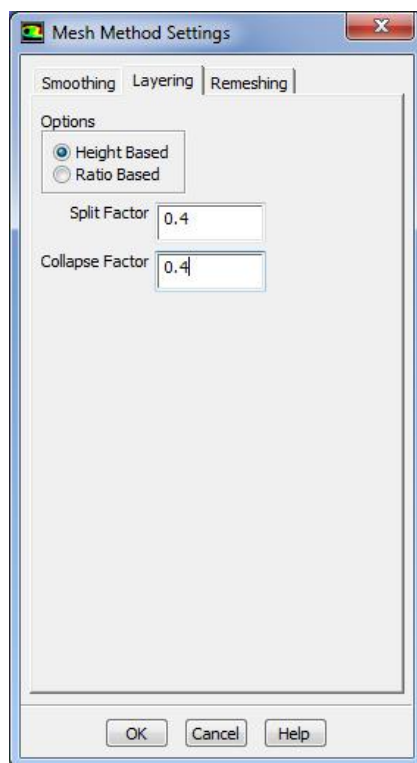 Mesh Method Settings
Smoothing Layering Remeshing
Options
Height Based
Ratio Based
Split Factor 0.4
Collapse Factor 0.4
OK Cancel Help